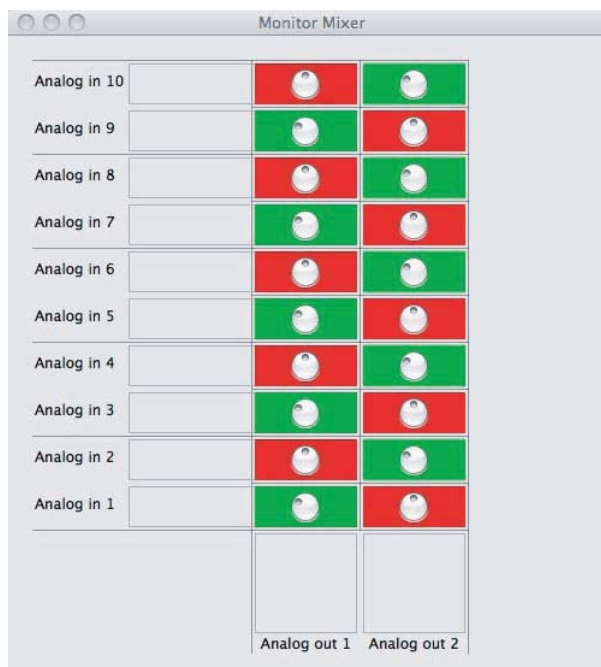 Monitor Mixer
Analog in 10
Analog in 9
Analog in 8
Analog in 7
Analog in 6
Analog in 5
Analog in 4
Analog in 3
Analog in 2
Analog in 1
Analog out 1 Analog out 2